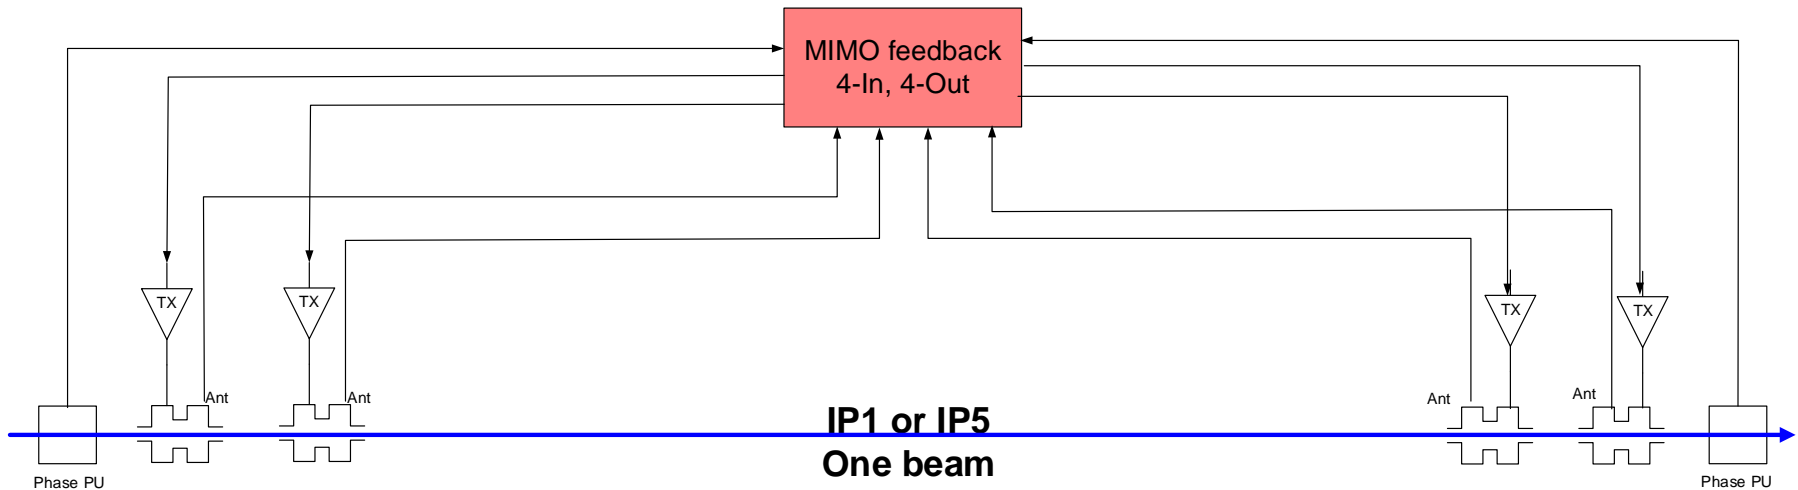 MIMO feedback
4-In, 4-Out
TX
TX
TX
TX
Ant
Ant
Ant
Ant
IP1 or IP5
One beam
Phase PU
Phase PU